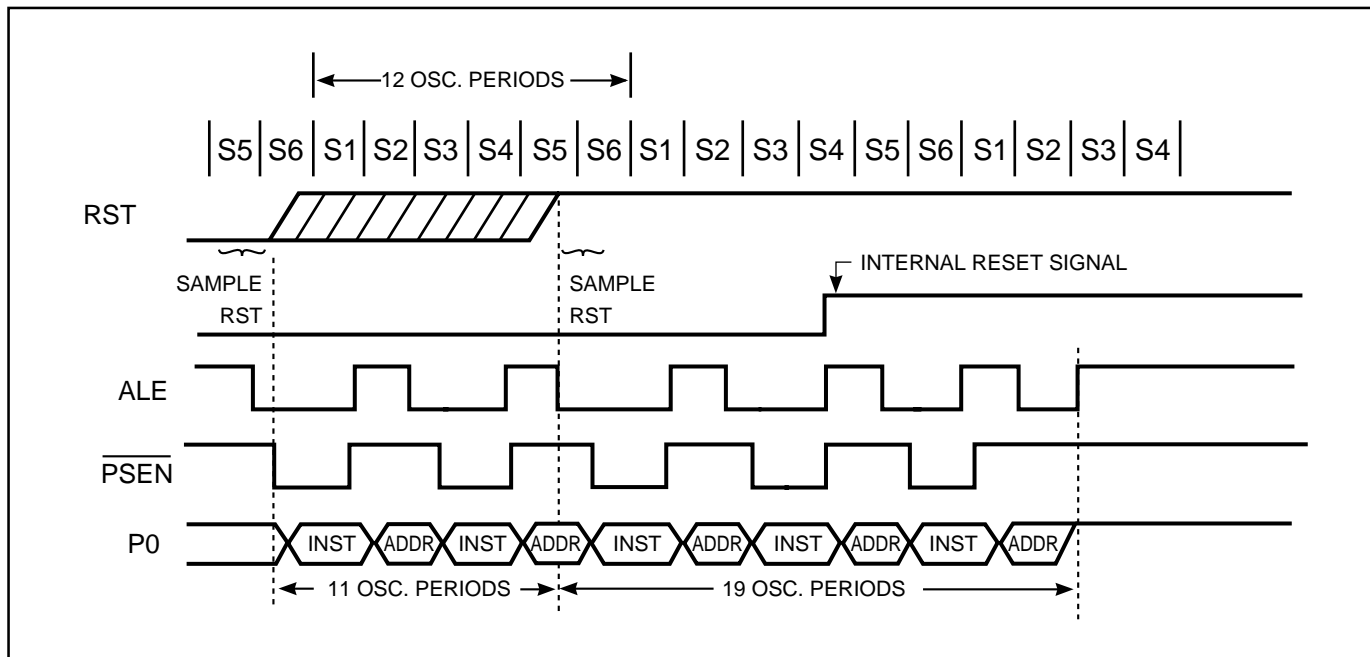 12 OSC. PERIODS
S5 S6 S1 S2 S3 S4 S5 S6 S1 S2 S3 S4 S5 S6 S1 S2 S3 S4
RST
SAMPLE
RST
SAMPLE
RST
INTERNAL RESET SIGNAL
ALE
PSEN
P0
INST ADDR INST ADDR INST ADDR INST ADDR INST ADDR
11 OSC. PERIODS
19 OSC. PERIODS